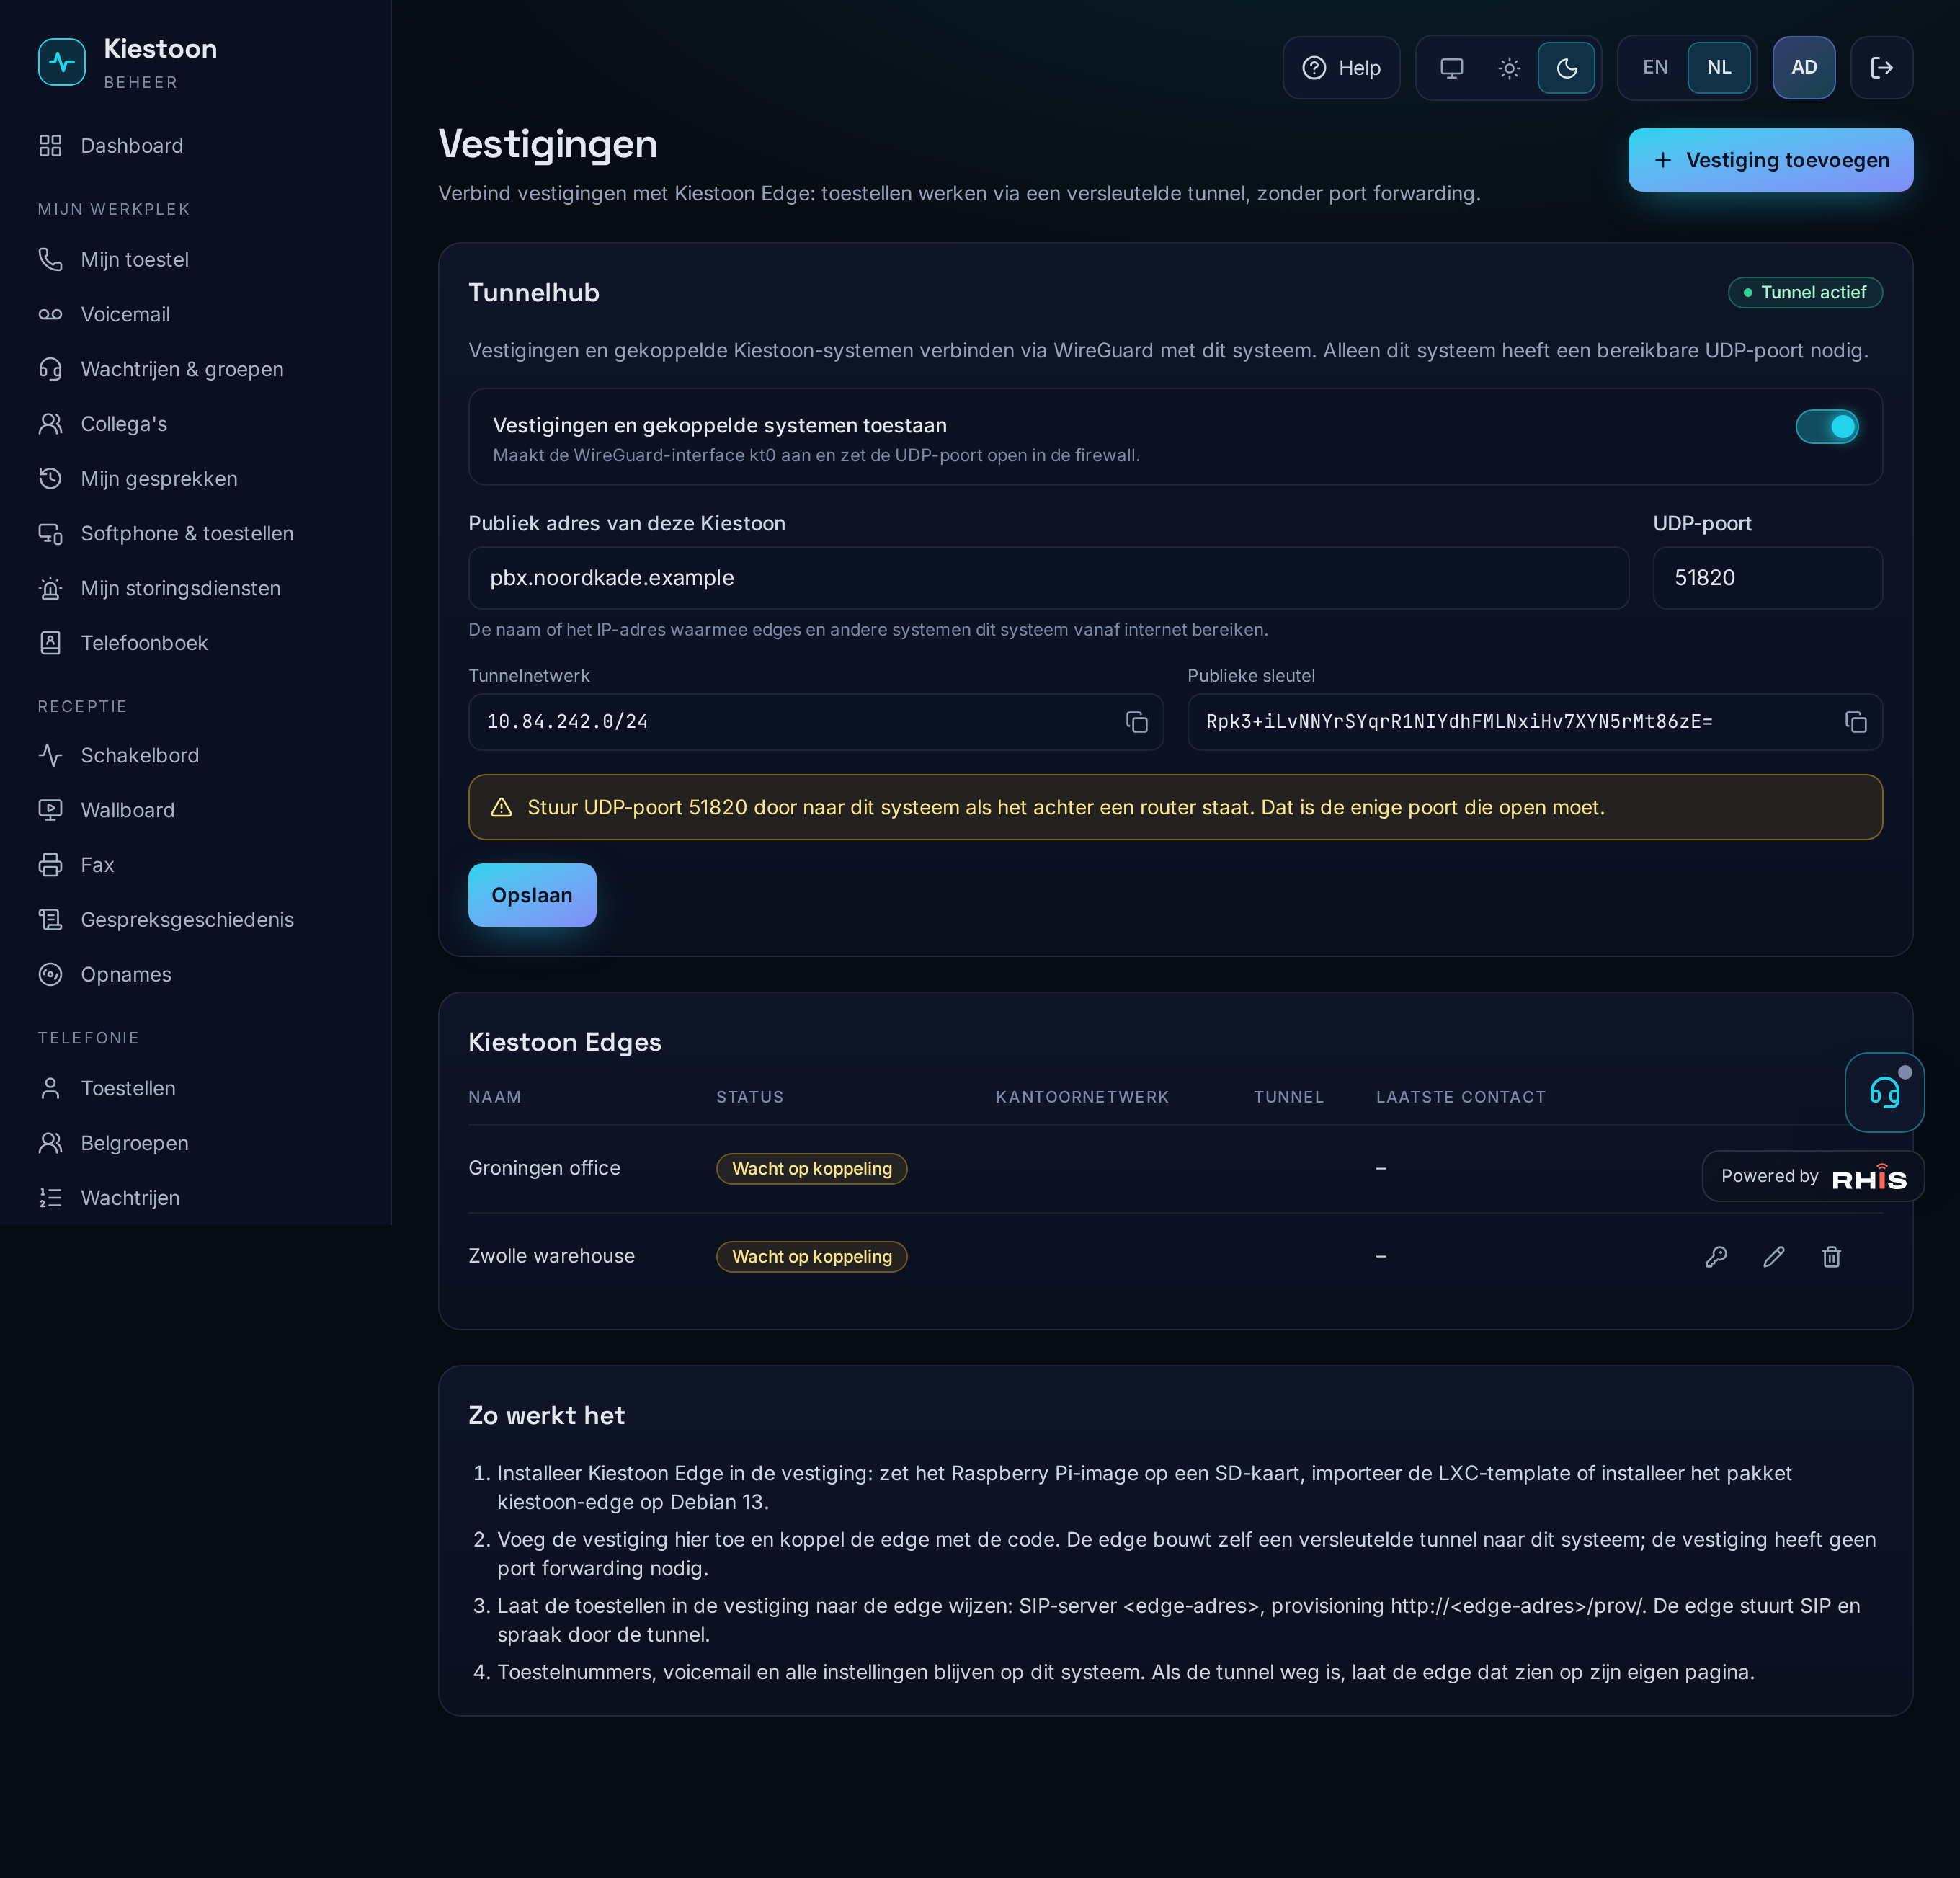 Kiestoon
BEHEER
Dashboard
MIJN WERKPLEK
Mijn toestel
Voicemail
Wachtrijen & groepen
Collega's
Mijn gesprekken
Softphone & toestellen
Mijn storingsdiensten
Telefoonboek
RECEPTIE
Schakelbord
Wallboard
Fax
Gespreksgeschiedenis
Opnames
TELEFONIE
Toestellen
Belgroepen
Wachtrijen
Help
EN NL
AD
Vestigingen
Verbind vestigingen met Kiestoon Edge: toestellen werken via een versleutelde tunnel, zonder port forwarding.
Vestiging toevoegen
Tunnelhub
Tunnel actief
Vestigingen en gekoppelde Kiestoon-systemen verbinden via WireGuard met dit systeem. Alleen dit systeem heeft een bereikbare UDP-poort nodig.
Vestigingen en gekoppelde systemen toestaan
Maakt de WireGuard-interface kt0 aan en zet de UDP-poort open in de firewall.
Publiek adres van deze Kiestoon
UDP-poort
pbx.noordkade.example
51820
De naam of het IP-adres waarmee edges en andere systemen dit systeem vanaf internet bereiken.
Tunnelnetwerk
Publieke sleutel
10.84.242.0/24
Rpk3+iLvNNYrSYqrR1NIYdhFMLNxiHv7XYN5rMt86zE=
Stuur UDP-poort 51820 door naar dit systeem als het achter een router staat. Dat is de enige poort die open moet.
Opslaan
Kiestoon Edges
NAAM STATUS KANTOORNETWERK TUNNEL LAATSTE CONTACT
Groningen office Wacht op koppeling –
Powered by RHIS
Zwolle warehouse Wacht op koppeling –
Zo werkt het
1. Installeer Kiestoon Edge in de vestiging: zet het Raspberry Pi-image op een SD-kaart, importeer de LXC-template of installeer het pakket
kiestoon-edge op Debian 13.
2. Voeg de vestiging hier toe en koppel de edge met de code. De edge bouwt zelf een versleutelde tunnel naar dit systeem; de vestiging heeft geen
port forwarding nodig.
3. Laat de toestellen in de vestiging naar de edge wijzen: SIP-server <edge-adres>, provisioning http://<edge-adres>/prov/. De edge stuurt SIP en
spraak door de tunnel.
4. Toestelnummers, voicemail en alle instellingen blijven op dit systeem. Als de tunnel weg is, laat de edge dat zien op zijn eigen pagina.